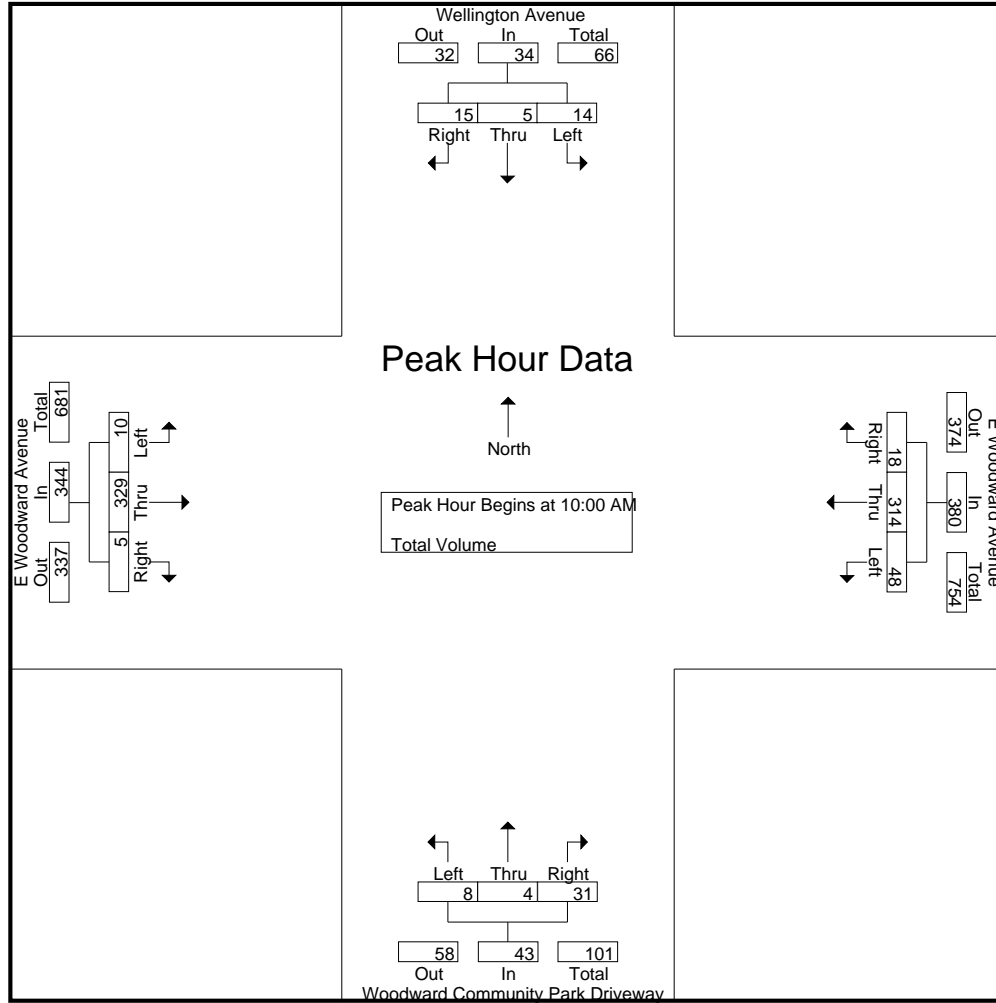 Wellington Avenue
Out In Total
32 34 66
15 5 14
Right Thru Left
Peak Hour Data
North
Peak Hour Begins at 10:00 AM
Total Volume
E Woodward Avenue
Out In Total
337 344 681
5 329 10
Right Thru Left
E Woodward Avenue
Out In Total
374 380 754
18 314 48
Right Thru Left
Left Thru Right
8 4 31
58 43 101
Out In Total
Woodward Community Park Driveway